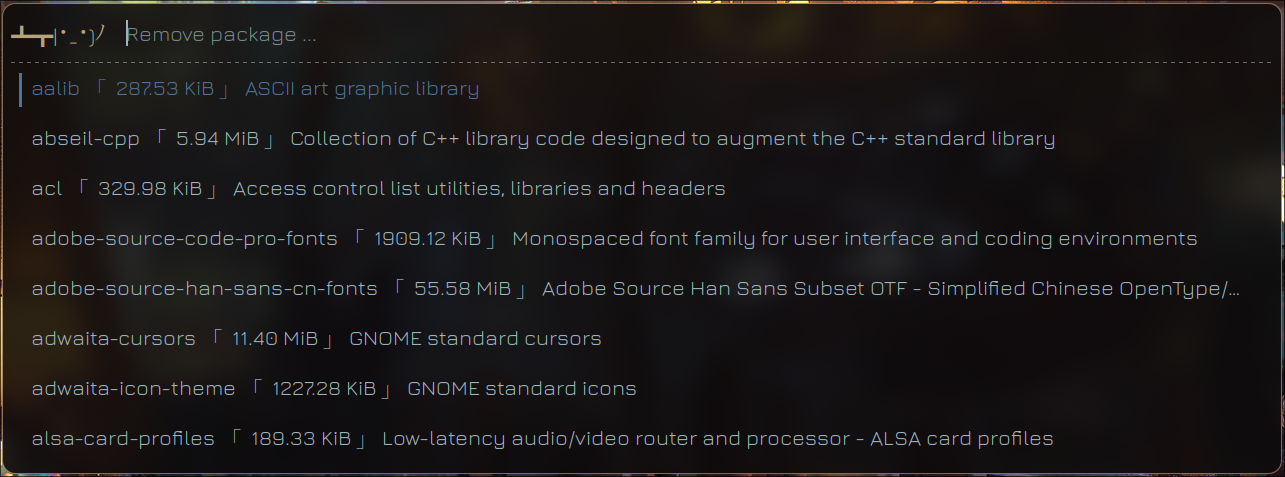 ┻┳|･_･)ﾉ Remove package ...
aalib 「 287.53 KiB 」 ASCII art graphic library
abseil-cpp 「 5.94 MiB 」 Collection of C++ library code designed to augment the C++ standard library
acl 「 329.98 KiB 」 Access control list utilities, libraries and headers
adobe-source-code-pro-fonts 「 1909.12 KiB 」 Monospaced font family for user interface and coding environments
adobe-source-han-sans-cn-fonts 「 55.58 MiB 」 Adobe Source Han Sans Subset OTF - Simplified Chinese OpenType/...
adwaita-cursors 「 11.40 MiB 」 GNOME standard cursors
adwaita-icon-theme 「 1227.28 KiB 」 GNOME standard icons
alsa-card-profiles 「 189.33 KiB 」 Low-latency audio/video router and processor - ALSA card profiles